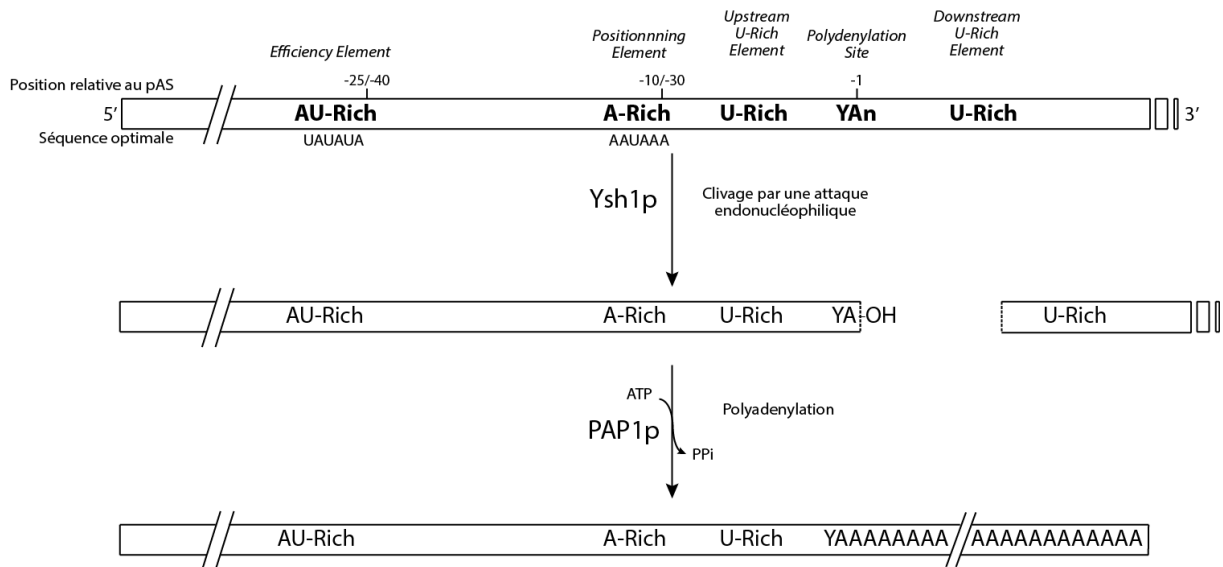 Efficiency Element
Positionnning
Element
Upstream
U-Rich
Element
Polydenylation
Site
Downstream
U-Rich
Element
Position relative au pAS
-25/-40
-10/-30
-1
5’ AU-Rich A-Rich U-Rich YAn U-Rich 3’
Séquence optimale
UAUAUA
AAUAAA
Ysh1p
Clivage par une attaque
endonucléophilique
AU-Rich A-Rich U-Rich YA-OH U-Rich
ATP
PAP1p
PPi
Polyadenylation
AU-Rich A-Rich U-Rich YAAAAAAAA AAAAAAAAAAAAA